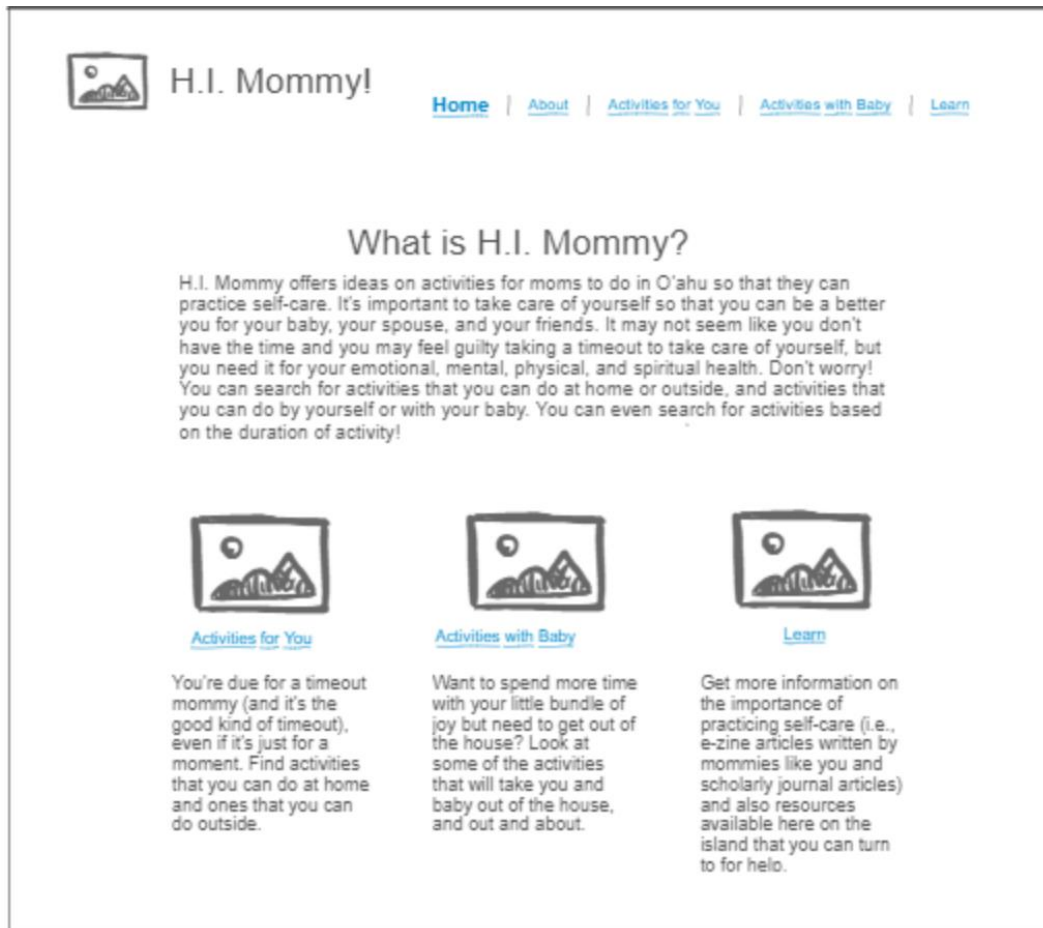 H.I. Mommy!
Home | About | Activities for You | Activities with Baby | Learn
What is H.I. Mommy?
H.I. Mommy offers ideas on activities for moms to do in O'ahu so that they can
practice self-care. It's important to take care of yourself so that you can be a better
you for your baby, your spouse, and your friends. It may not seem like you don't
have the time and you may feel guilty taking a timeout to take care of yourself, but
you need it for your emotional, mental, physical, and spiritual health. Don't worry!
You can search for activities that you can do at home or outside, and activities that
you can do by yourself or with your baby. You can even search for activities based
on the duration of activity!
Activities for You
You're due for a timeout
mommy (and it's the
good kind of timeout),
even if it's just for a
moment. Find activities
that you can do at home
and ones that you can
do outside.
Activities with Baby
Want to spend more time
with your little bundle of
joy but need to get out of
the house? Look at
some of the activities
that will take you and
baby out of the house,
and out and about.
Learn
Get more information on
the importance of
practicing self-care (i.e.,
e-zine articles written by
mommies like you and
scholarly journal articles)
and also resources
available here on the
island that you can turn
to for help.